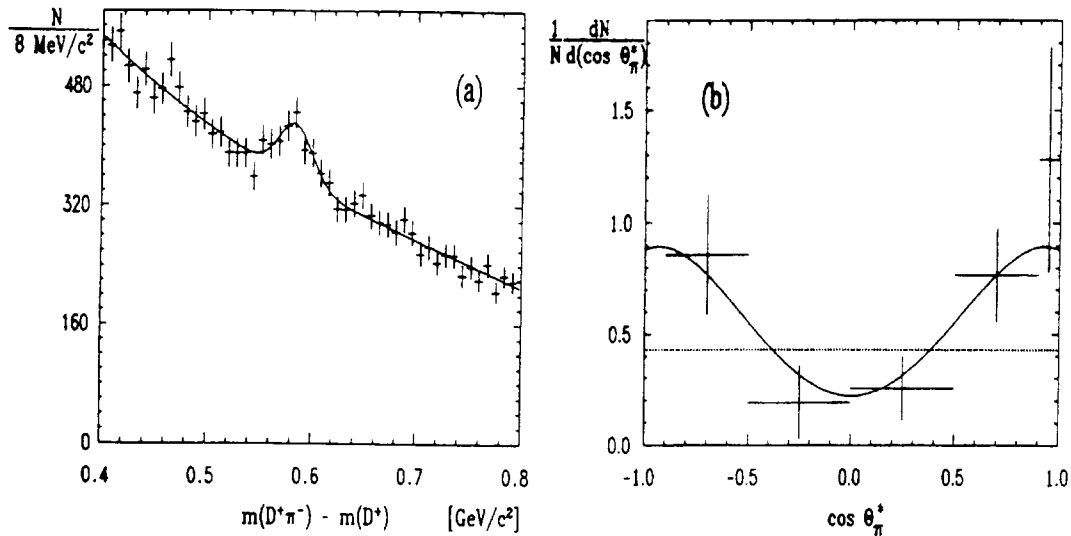 N
8 MeV/c²
(a)
480
320
160
0
0.4 0.5 0.6 0.7 0.8
m(D⁺π⁻) - m(D⁺) [GeV/c²]
1 dN
N d(cos θ*π)
(b)
1.5
1.0
0.5
0.0
-1.0 -0.5 0.0 0.5 1.0
cos θ*π